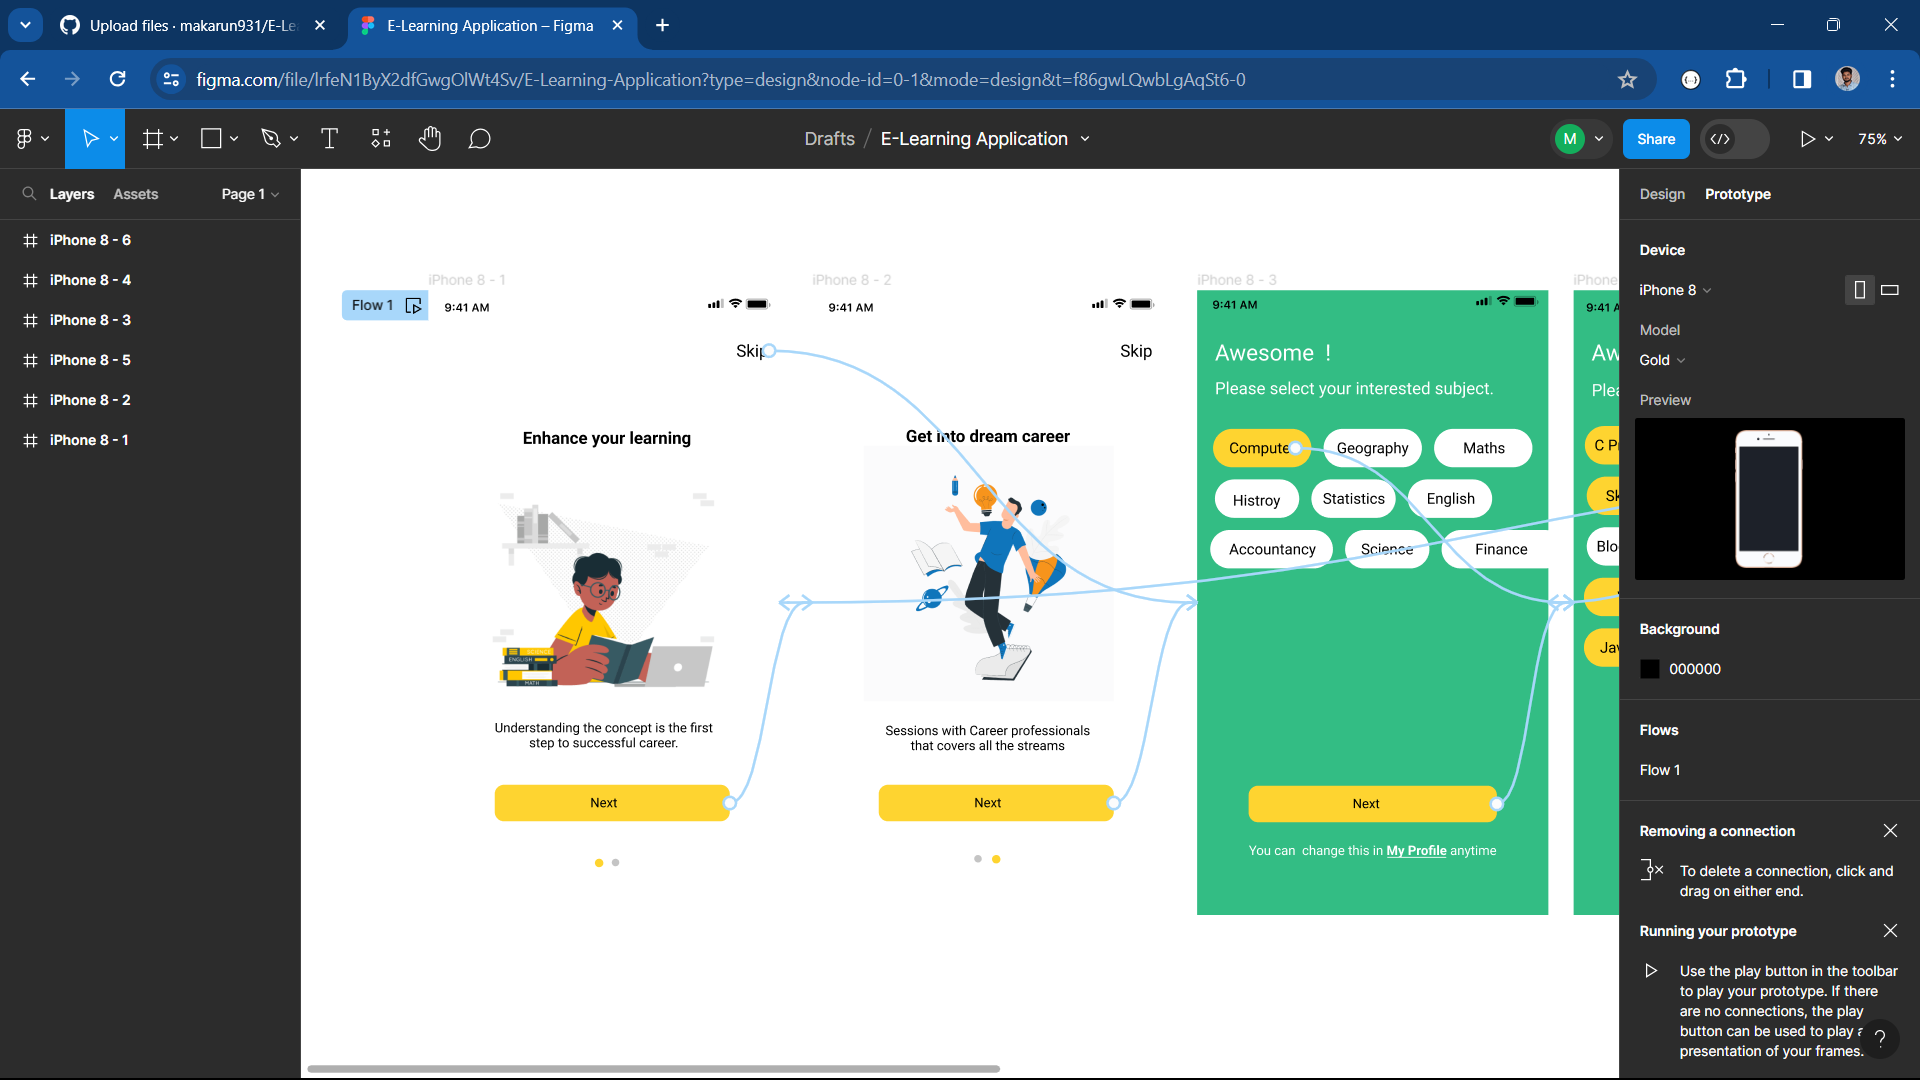 Upload files · makarun931/E-Le
E-Learning Application – Figma
figma.com/file/lrfeN1ByX2dfGwgOlWt4Sv/E-Learning-Application?type=design&node-id=0-1&mode=design&t=f86gwLQwbLgAqSt6-0
Drafts / E-Learning Application
M
Share
75%
Layers
Assets
Page 1
iPhone 8 - 6
iPhone 8 - 4
iPhone 8 - 3
iPhone 8 - 5
iPhone 8 - 2
iPhone 8 - 1
iPhone 8 - 1
Flow 1
9:41 AM
Skip
Enhance your learning
SCIENCE
ENGLISH
MATH
Understanding the concept is the first
step to successful career.
Next
iPhone 8 - 2
9:41 AM
Skip
Get into dream career
Sessions with Career professionals
that covers all the streams
Next
iPhone 8 - 3
9:41 AM
Awesome !
Please select your interested subject.
Compute
Geography
Maths
Histroy
Statistics
English
Accountancy
Science
Finance
Next
You can change this in My Profile anytime
iPhone
9:41 A
Aw
Plea
C P
Sk
Blo
Jav
Design
Prototype
Device
iPhone 8
Model
Gold
Preview
Background
000000
Flows
Flow 1
Removing a connection
To delete a connection, click and
drag on either end.
Running your prototype
Use the play button in the toolbar
to play your prototype. If there
are no connections, the play
button can be used to play a
presentation of your frames.
?